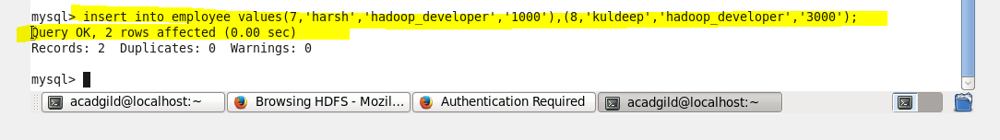 mysql> insert into employee values(7,'harsh','hadoop_developer','1000'),(8,'kuldeep','hadoop_developer','3000');
Query OK, 2 rows affected (0.00 sec)
Records: 2  Duplicates: 0  Warnings: 0
mysql>
acadgild@localhost:~
Browsing HDFS - Mozil...
Authentication Required
acadgild@localhost:~